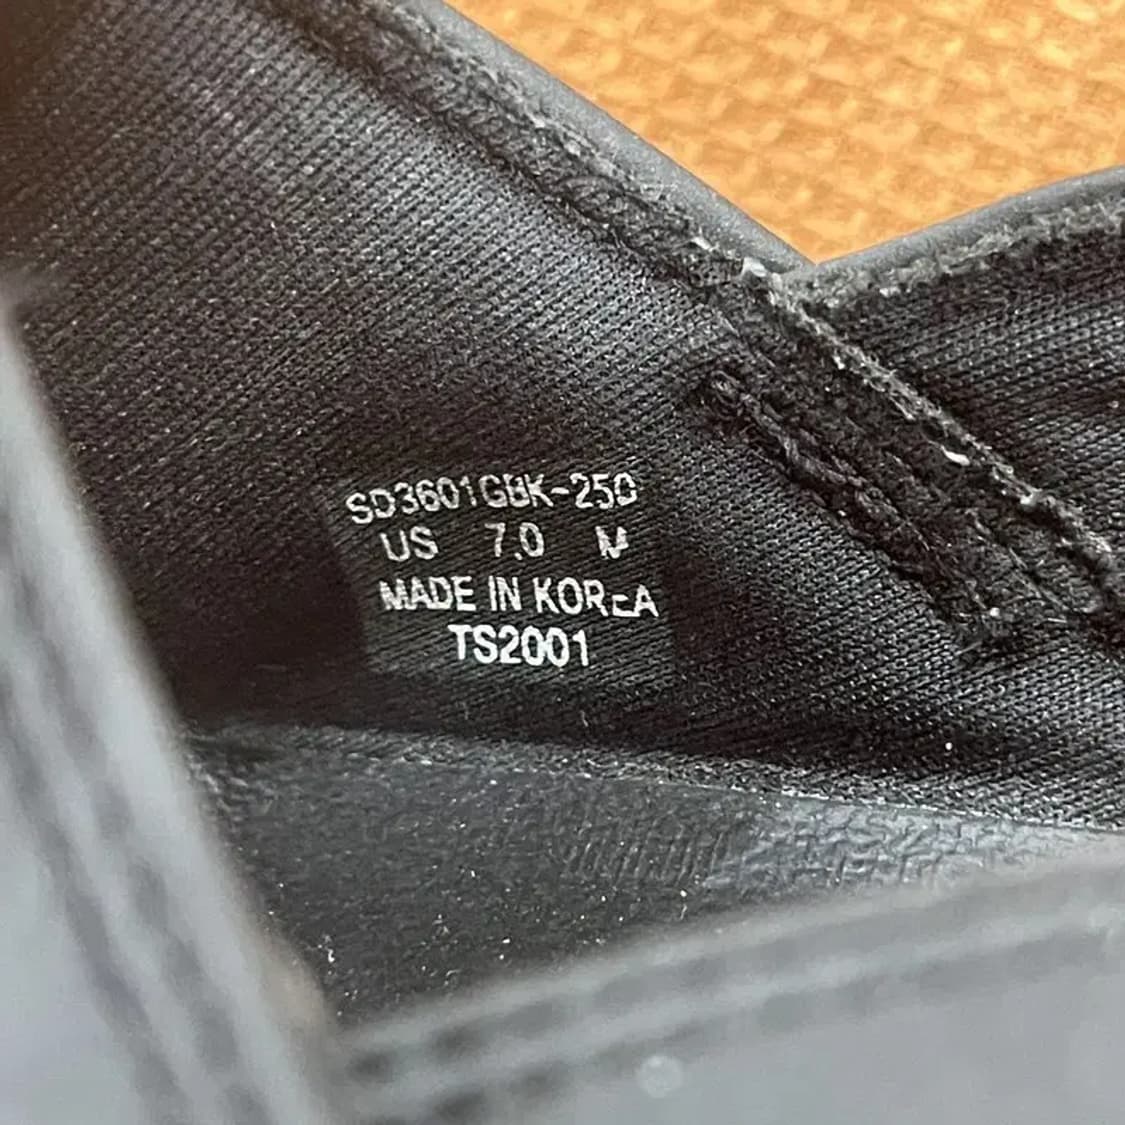 SD3601GBK-250
US 7.0 M
MADE IN KOREA
TS2001